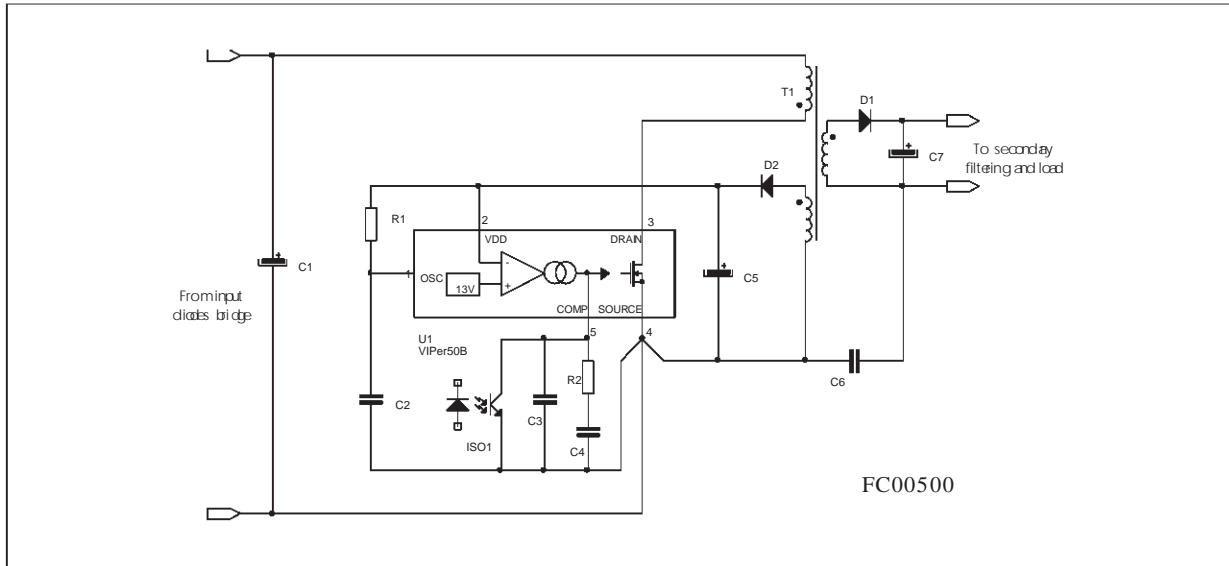 T1
D1
D2
C7
To secondary
filtering and load
R1
2
3
VDD
DRAIN
1
OSC
-
13V
+
+
C1
+
C5
From input
diodes bridge
COMP
SOURCE
U1
VIPer50B
5
4
R2
C6
C2
C3
ISO1
C4
FC00500
+